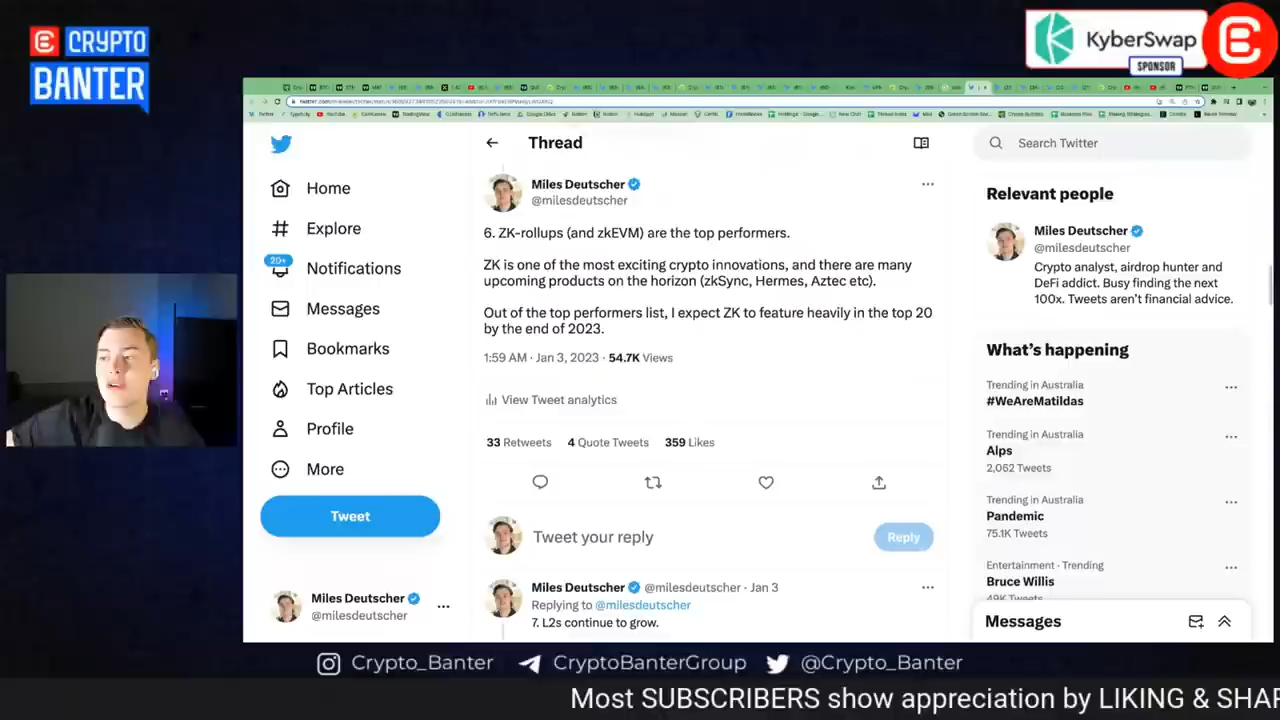 CRYPTO
BANTER
KyberSwap
SPONSOR
Thread
Search Twitter
Home
Explore
20+
Notifications
Messages
Bookmarks
Top Articles
Profile
More
Tweet
Miles Deutscher
@milesdeutscher
Miles Deutscher
@milesdeutscher
6. ZK-rollups (and zkEVM) are the top performers.
ZK is one of the most exciting crypto innovations, and there are many
upcoming products on the horizon (zkSync, Hermes, Aztec etc).
Out of the top performers list, I expect ZK to feature heavily in the top 20
by the end of 2023.
1:59 AM · Jan 3, 2023 · 54.7K Views
View Tweet analytics
33 Retweets 4 Quote Tweets 359 Likes
Tweet your reply
Reply
Miles Deutscher @milesdeutscher · Jan 3
Replying to @milesdeutscher
7. L2s continue to grow.
Relevant people
Miles Deutscher
@milesdeutscher
Crypto analyst, airdrop hunter and
DeFi addict. Busy finding the next
100x. Tweets aren't financial advice.
What's happening
Trending in Australia
#WeAreMatildas
Trending in Australia
Alps
2,062 Tweets
Trending in Australia
Pandemic
75.1K Tweets
Entertainment · Trending
Bruce Willis
49K Tweets
Messages
Crypto_Banter CryptoBanterGroup @Crypto_Banter
Most SUBSCRIBERS show appreciation by LIKING & SHAR